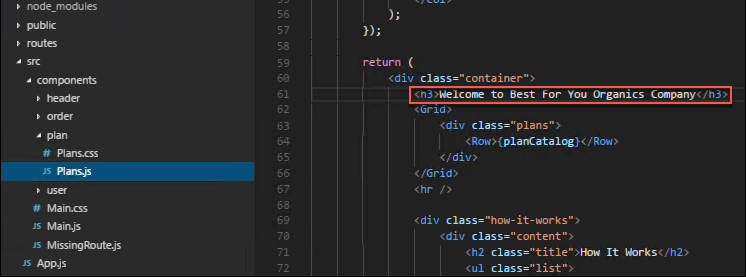 node_modules
public
routes
src
components
header
order
plan
# Plans.css
JS Plans.js
user
# Main.css
JS Main.js
JS MissingRoute.js
JS App.js
56 );
57 });
58
59 return (
60 <div class="container">
61 <h3>Welcome to Best For You Organics Company</h3>
62 <Grid>
63 <div class="plans">
64 <Row>{planCatalog}</Row>
65 </div>
66 </Grid>
67 <hr />
68
69 <div class="how-it-works">
70 <div class="content">
71 <h2 class="title">How It Works</h2>
72 <ul class="list">